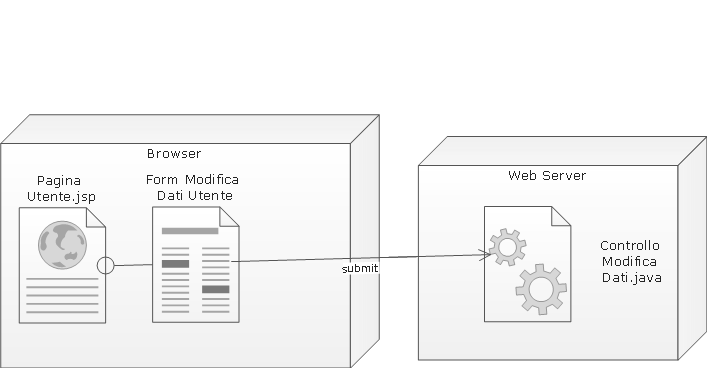 Browser
Pagina
Utente.jsp
Form Modifica
Dati Utente
submit
Web Server
Controllo
Modifica
Dati.java